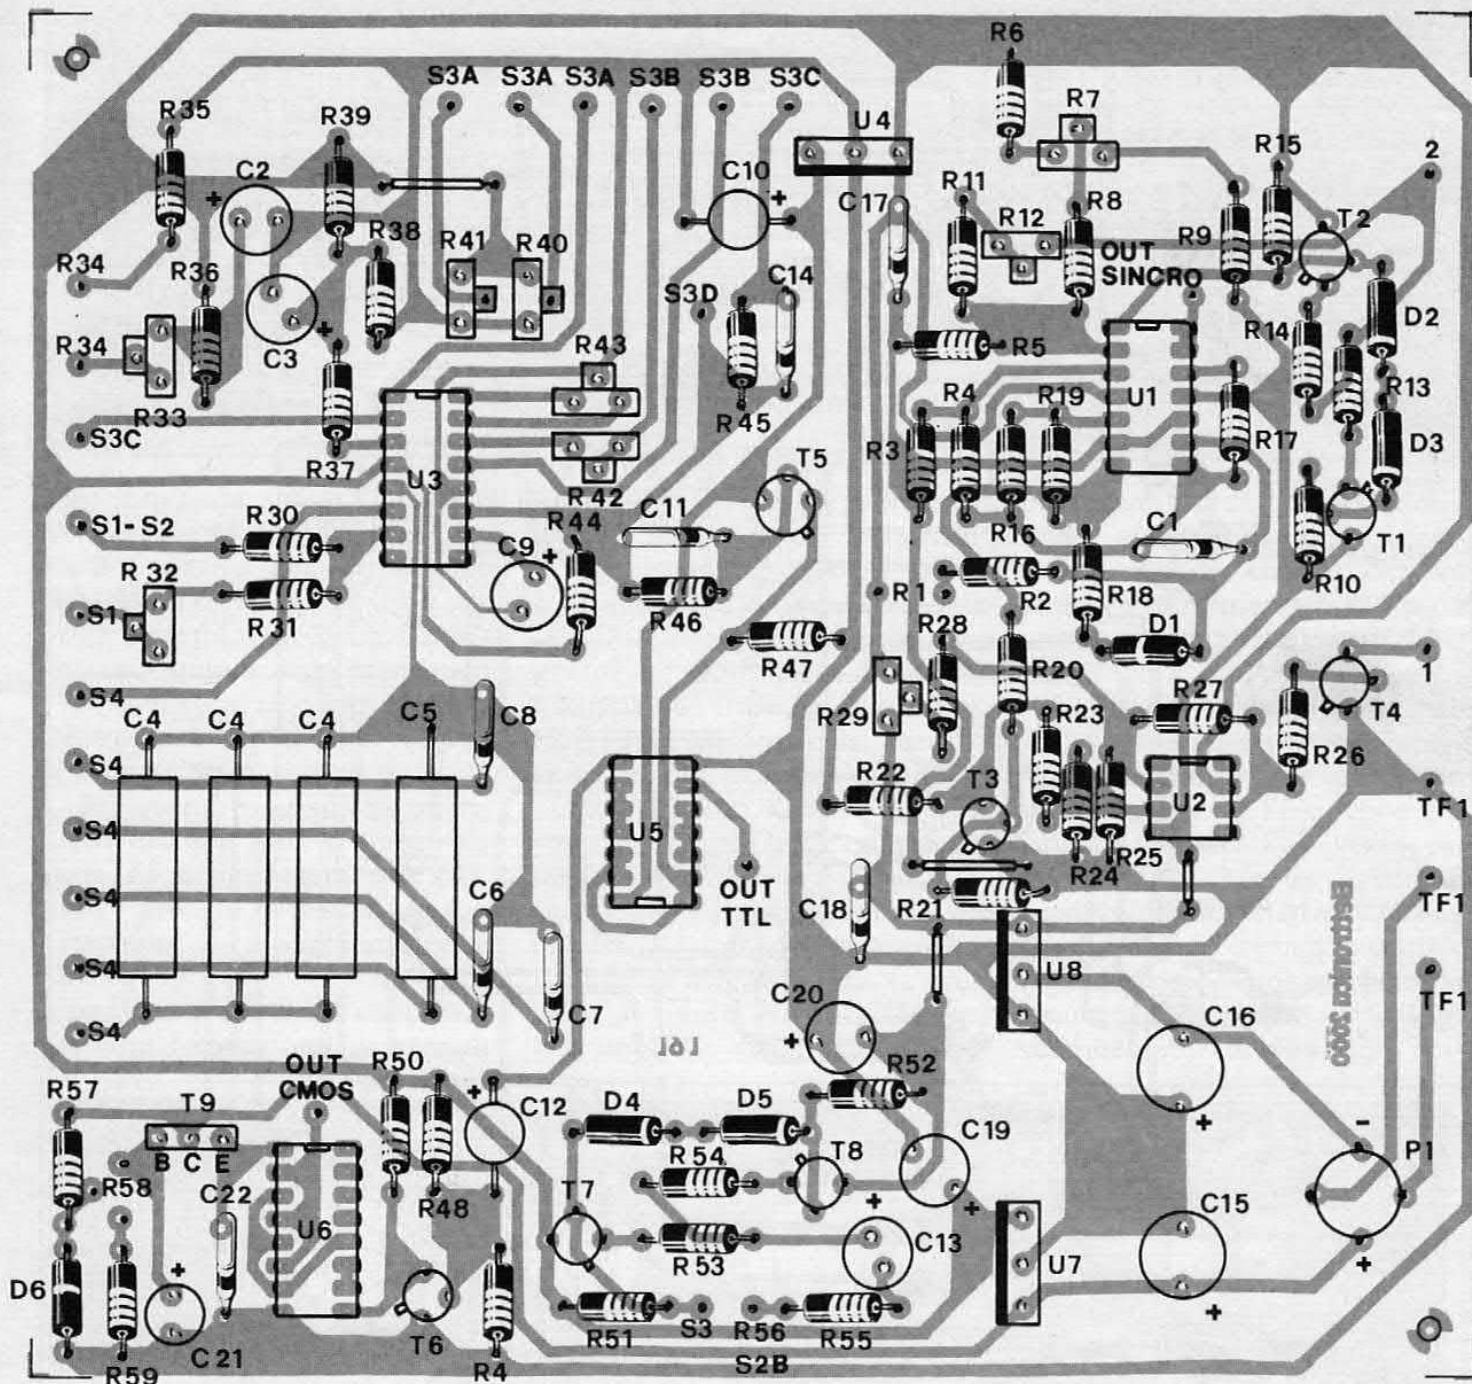 R6
S3A S3A S3A S3B S3B S3C
R35 R39 R7
U4
R15
2
C2 C10 R11 R8 T2
+ + C17 R12 R9
R41 R40 R38
R34 R36 OUT
SINCRO
C14
S3D
C3 + R14 D2
R34 R43 R5
R13
R33 R45 R4 R19 U1
S3C R3 R17 D3
R37 U3 T5
R42
S1-S2 R30 R44 C11 R16 C1 T1
C9 +
R32 R10
S1 R31 R46 R1 R2 R18
R28 D1
R47
S4 R20 R27 1
C4 C4 C4 C5 C8 R29 R23 T4
S4 R22 T3 R26
U2 TF1
S4 U5
R24 R25
OUT
TTL
S4 C6 C18 R21 TF1
S4 U8
C20 TF1
S4 C7 + C16
161
Elettronica 2000
OUT
CMOS
R50 R52
R57 + C12 D4 D5 +
T9 C19 - P1
B C E R54 T8
R58 C22 R48 T7 + + C15
U6 C13
+ R53 U7 +
D6 +
R51 S3 R56 R55
T6
C21 R4 S2B
R59